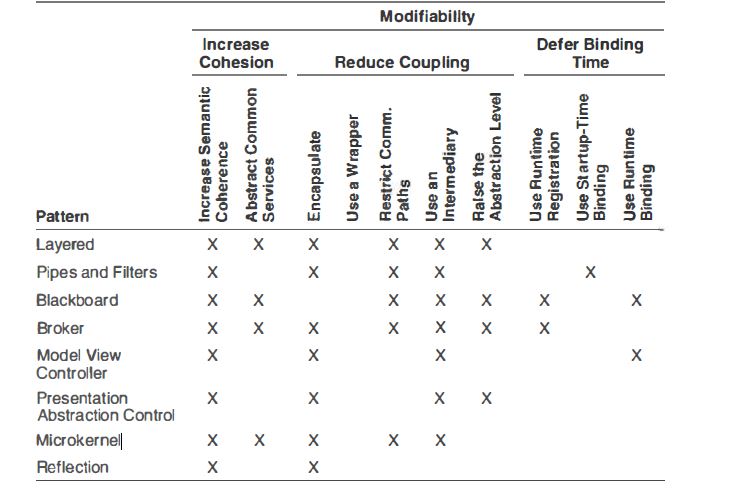 Modifiability
Increase Cohesion
Reduce Coupling
Defer Binding Time
Pattern
Increase Semantic Coherence
Abstract Common Services
Encapsulate
Use a Wrapper
Restrict Comm. Paths
Use an Intermediary
Raise the Abstraction Level
Use Runtime Registration
Use Startup-Time Binding
Use Runtime Binding
Layered X X X X X X
Pipes and Filters X X X X X
Blackboard X X X X X X X
Broker X X X X X X X
Model View Controller X X X X
Presentation Abstraction Control X X X X
Microkernel X X X X X
Reflection X X